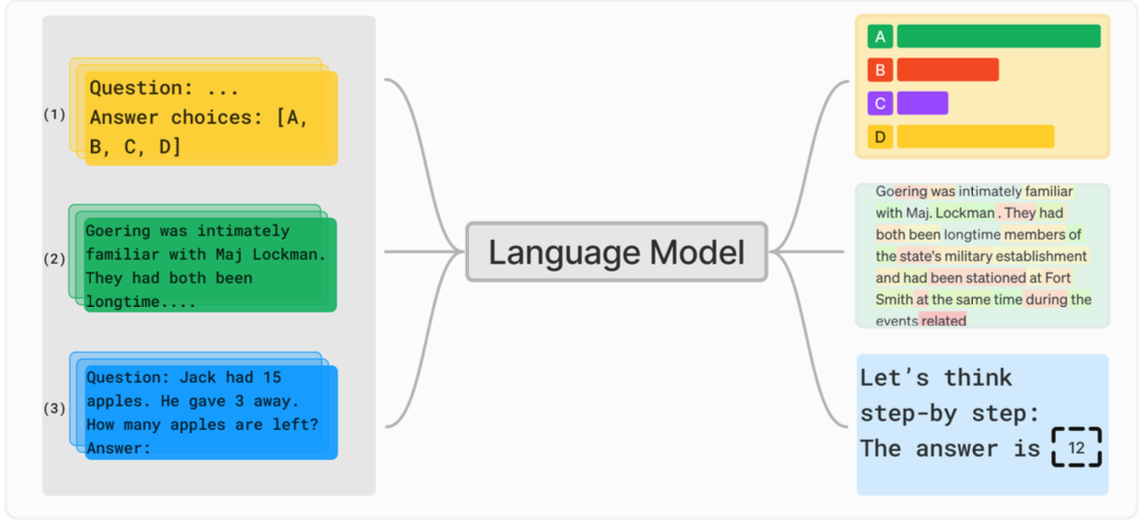 (1)
Question: ...
Answer choices: [A,
B, C, D]
(2)
Goering was intimately
familiar with Maj Lockman.
They had both been
longtime....
(3)
Question: Jack had 15
apples. He gave 3 away.
How many apples are left?
Answer:
Language Model
A
B
C
D
Goering was intimately familiar
with Maj. Lockman . They had
both been longtime members of
the state's military establishment
and had been stationed at Fort
Smith at the same time during the
events related
Let's think
step-by step:
The answer is 12